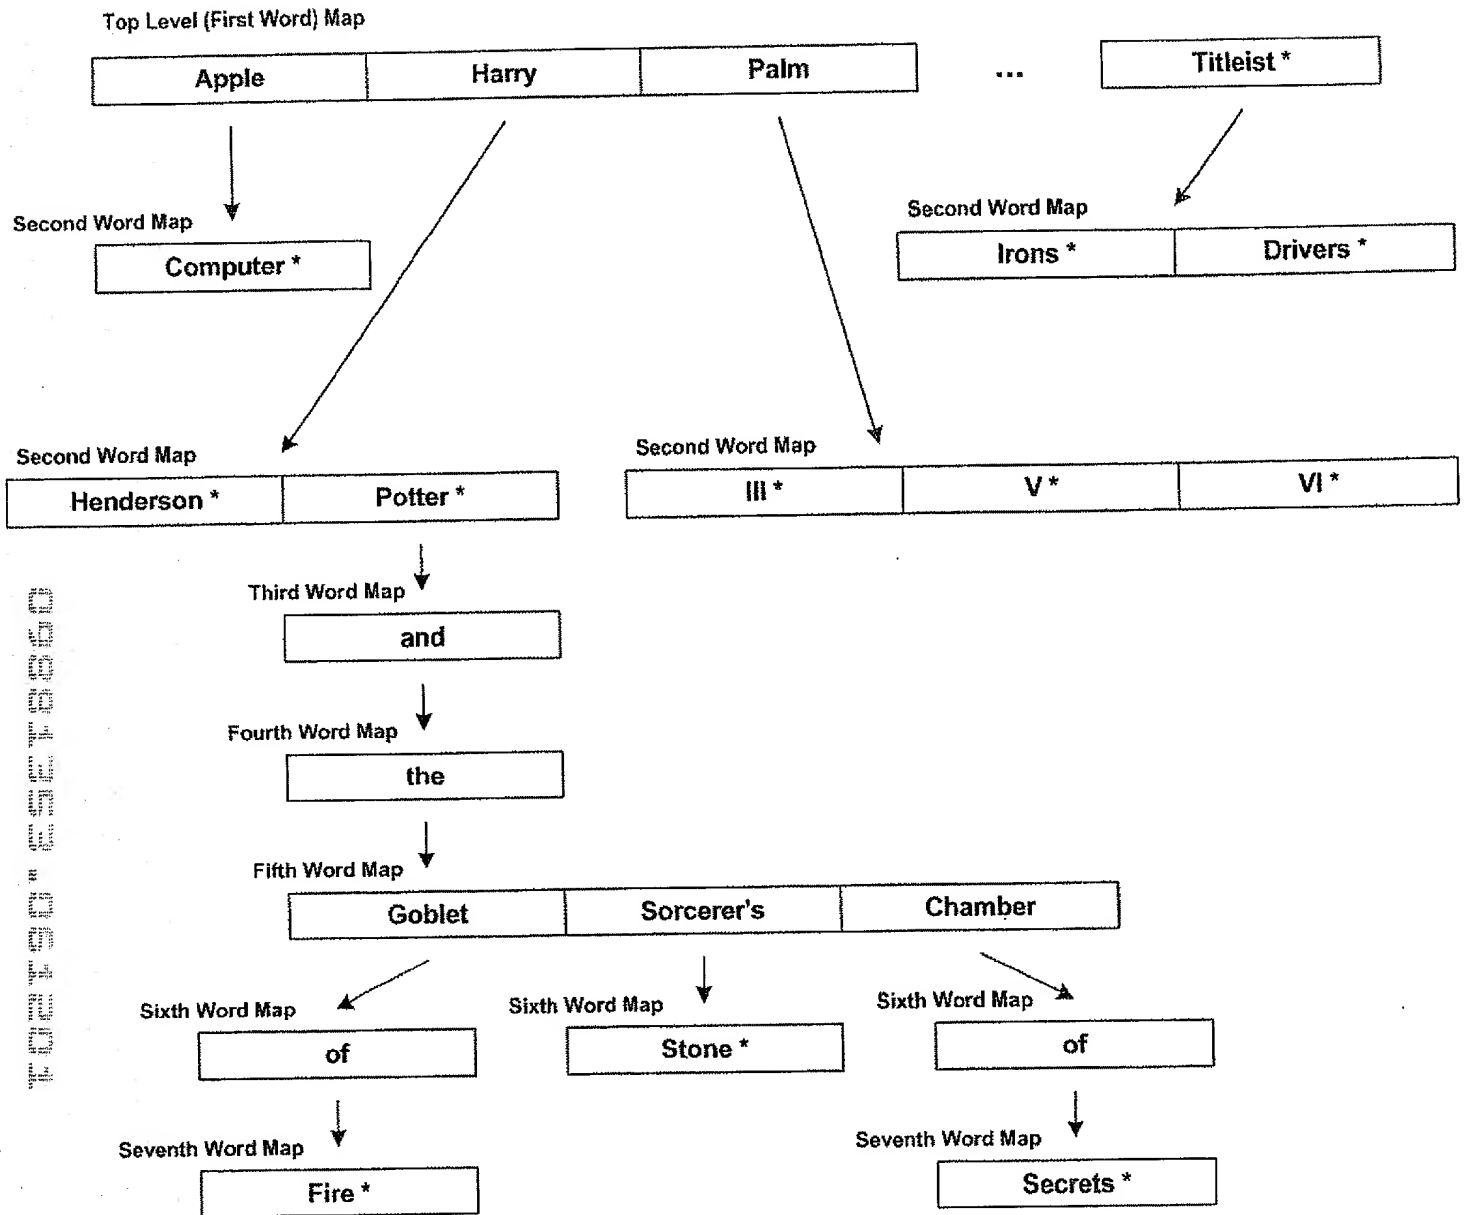 Top Level (First Word) Map
Apple Harry Palm ... Titleist *
Second Word Map Second Word Map
Computer * Irons * Drivers *
Second Word Map Second Word Map
Henderson * Potter * III * V * VI *
Third Word Map
and
Fourth Word Map
the
Fifth Word Map
Goblet Sorcerer's Chamber
Sixth Word Map Sixth Word Map Sixth Word Map
of Stone * of
Seventh Word Map Seventh Word Map
Fire * Secrets *
09881353.061201